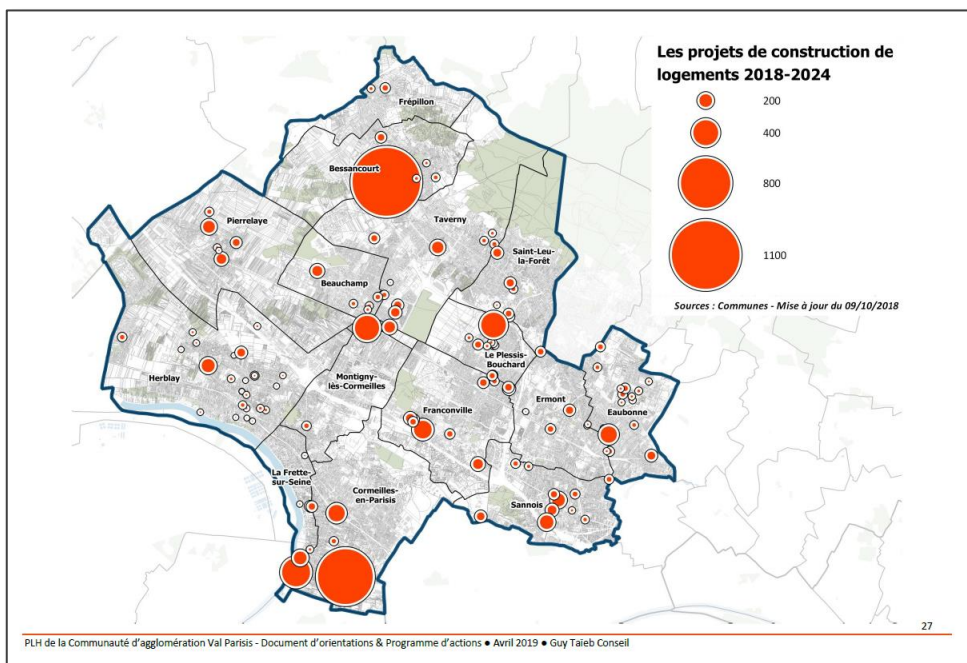 Les projets de construction de
logements 2018-2024
200
400
800
1100
Sources : Communes - Mise à jour du 09/10/2018
Frépillon
Bessancourt
Taverny
Pierrelaye
Saint-Leu-
la-Forêt
Beauchamp
Le Plessis-
Bouchard
Herblay
Montigny-
lès-Cormeilles
Franconville
Ermont
Eaubonne
La Frette-
sur-Seine
Cormeilles-
en-Parisis
Sannois
27
PLH de la Communauté d'agglomération Val Parisis - Document d'orientations & Programme d'actions ● Avril 2019 ● Guy Taïeb Conseil